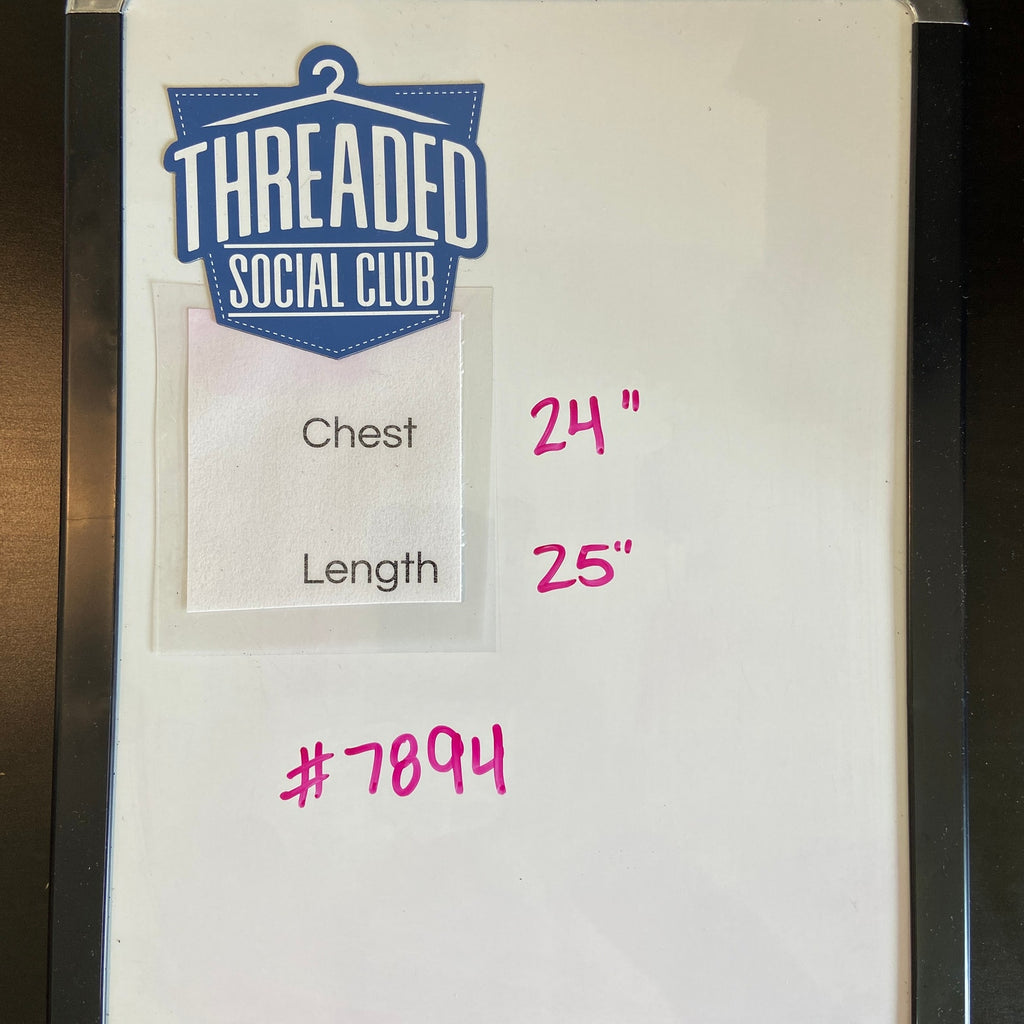 THREADED
SOCIAL CLUB
Chest 24"
Length 25"
#7894